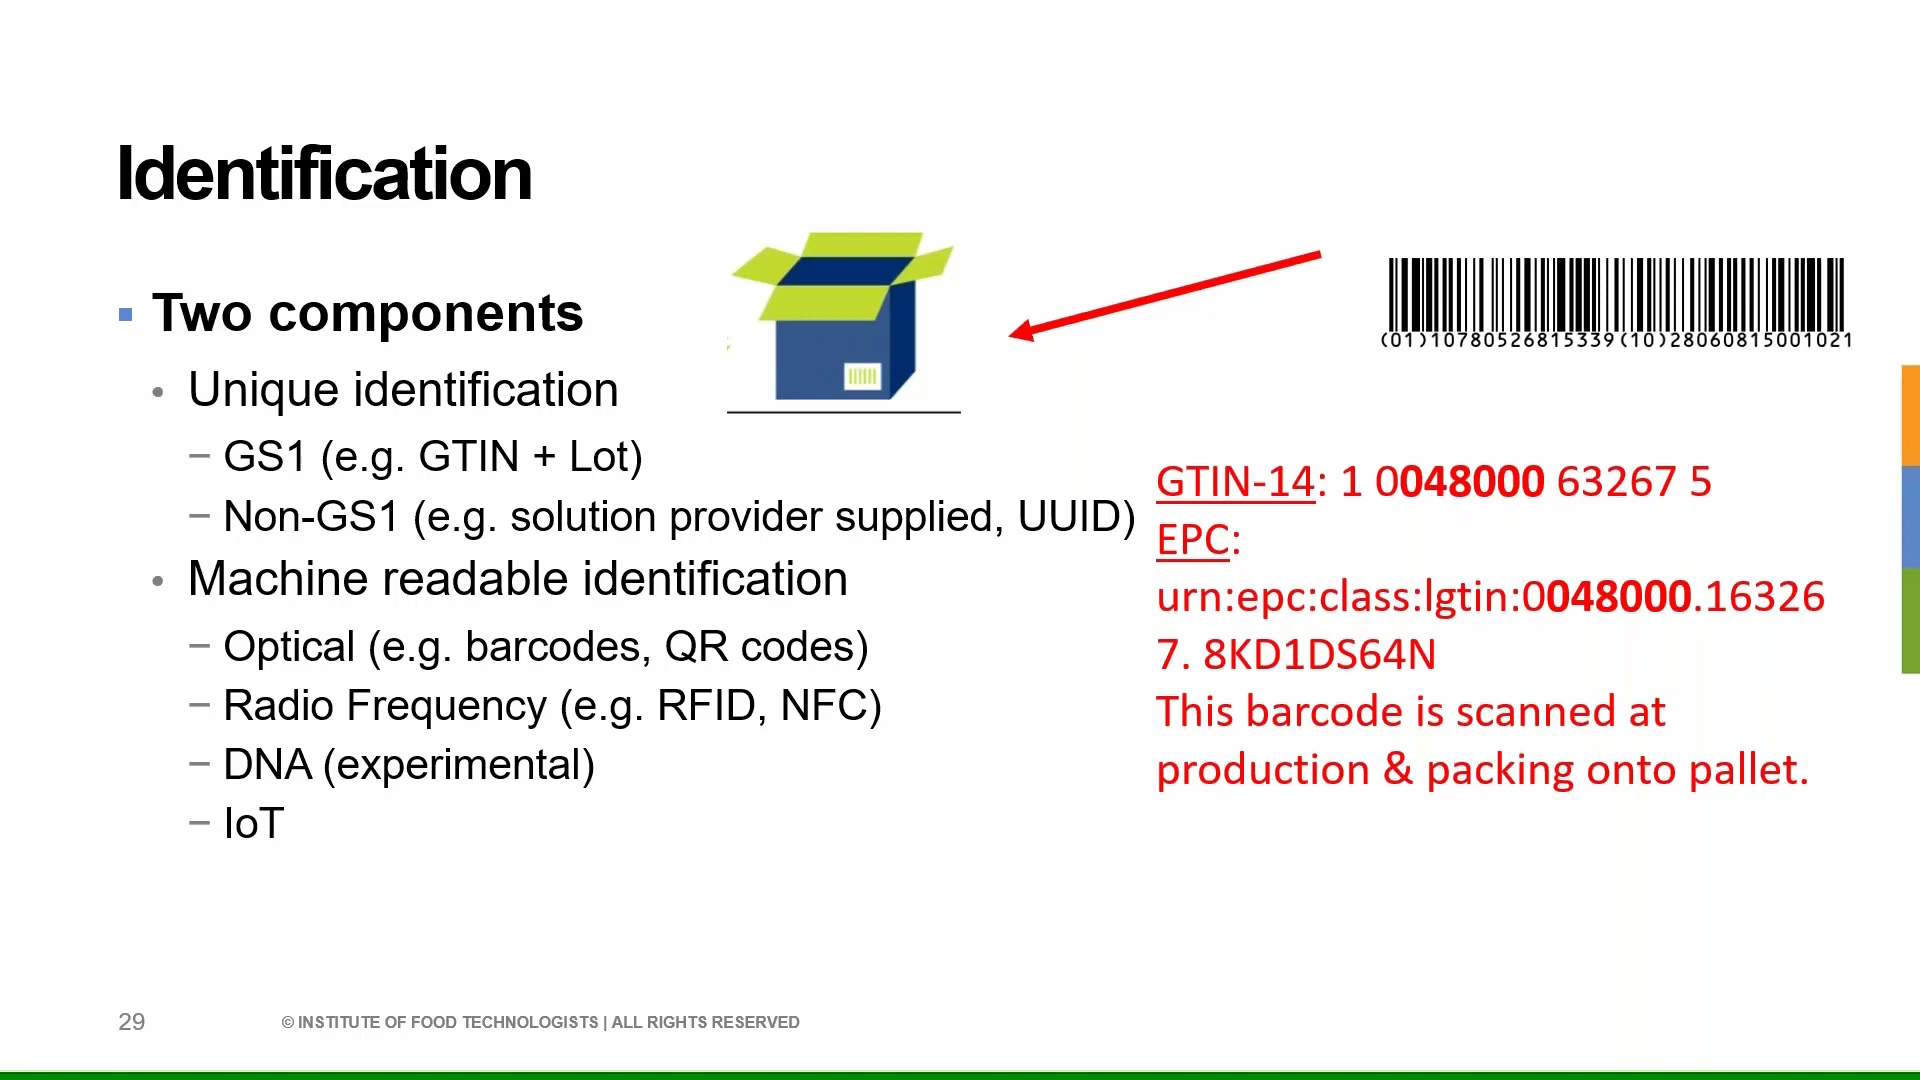 Identification
Two components
Unique identification
− GS1 (e.g. GTIN + Lot)
− Non-GS1 (e.g. solution provider supplied, UUID)
Machine readable identification
− Optical (e.g. barcodes, QR codes)
− Radio Frequency (e.g. RFID, NFC)
− DNA (experimental)
− IoT
(01)10780526815339(10)28060815001021
GTIN-14: 1 0048000 63267 5
EPC:
urn:epc:class:lgtin:0048000.16326
7. 8KD1DS64N
This barcode is scanned at
production & packing onto pallet.
29
© INSTITUTE OF FOOD TECHNOLOGISTS | ALL RIGHTS RESERVED